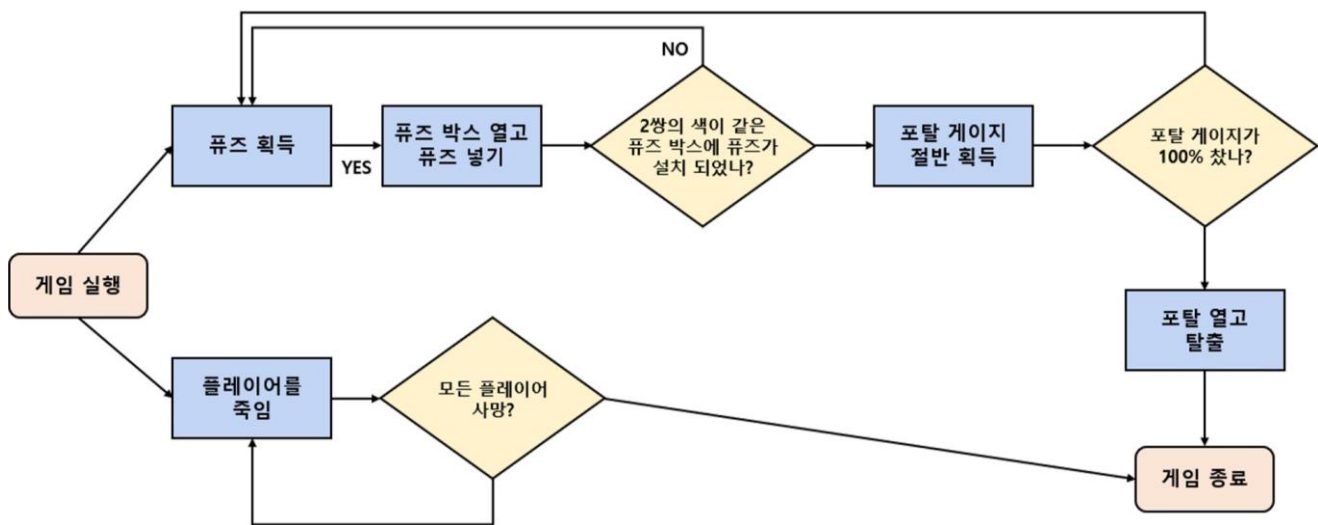 NO
퓨즈 획득
YES
퓨즈 박스 열고
퓨즈 넣기
2쌍의 색이 같은
퓨즈 박스에 퓨즈가
설치 되었나?
포탈 게이지
절반 획득
포탈 게이지가
100% 찼나?
게임 실행
포탈 열고
탈출
플레이어를
죽임
모든 플레이어
사망?
게임 종료